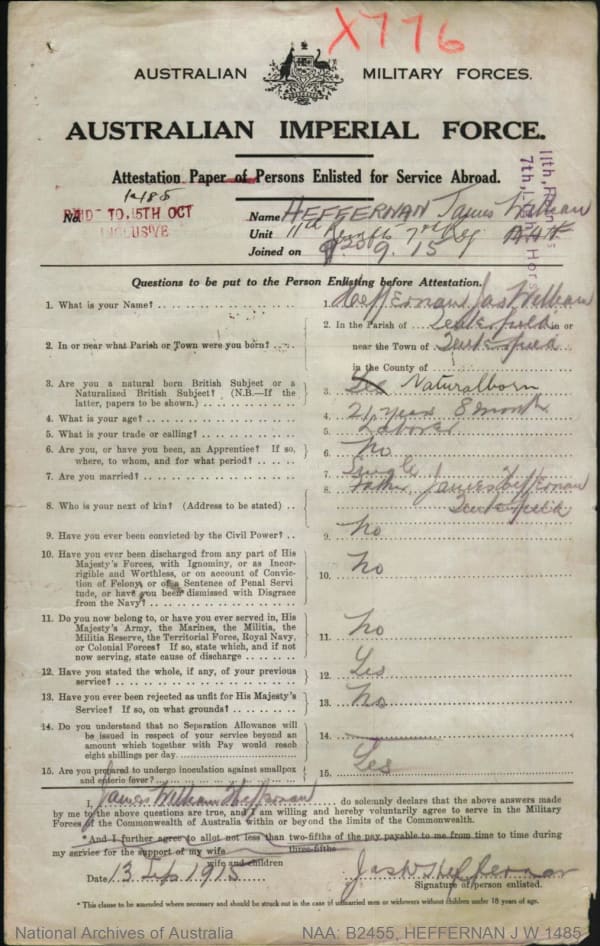 X776
AUSTRALIAN MILITARY FORCES.
AUSTRALIAN IMPERIAL FORCE.
Attestation Paper of Persons Enlisted for Service Abroad.
1485
No.
PAID TO 15TH OCT
INCLUSIVE
11th,
7th, L. Horse
Name HEFFERNAN James William
Unit 11th Reinfts 7th
Joined on 9. 15
Questions to be put to the Person Enlisting before Attestation.
1. What is your Name? 1. Heffernan Jas William
2. In or near what Parish or Town were you born? 2. In the Parish of Tenterfield in or
near the Town of Tenterfield
in the County of
3. Are you a natural born British Subject or a
Naturalized British Subject? (N.B.—If the
latter, papers to be shown.) 3. Naturalborn
4. What is your age? 4. 21 years 8 month
5. What is your trade or calling? 5. Laborer
6. Are you, or have you been, an Apprentice? If so,
where, to whom, and for what period? 6. No
7. Are you married? 7. Single
8. Who is your next of kin? (Address to be stated) 8. Father James Heffernan
Tenterfield
9. Have you ever been convicted by the Civil Power? 9. No
10. Have you ever been discharged from any part of His
Majesty's Forces, with Ignominy, or as Incor-
rigible and Worthless, or on account of Convic-
tion of Felony, or of a Sentence of Penal Servi
tude, or have you been dismissed with Disgrace
from the Navy? 10. No
11. Do you now belong to, or have you ever served in, His
Majesty's Army, the Marines, the Militia, the
Militia Reserve, the Territorial Force, Royal Navy,
or Colonial Forces? If so, state which, and if not
now serving, state cause of discharge 11. No
12. Have you stated the whole, if any, of your previous
service? 12. Yes
13. Have you ever been rejected as unfit for His Majesty's
Service? If so, on what grounds? 13. No
14. Do you understand that no Separation Allowance will
be issued in respect of your service beyond an
amount which together with Pay would reach
eight shillings per day 14.
15. Are you prepared to undergo inoculation against smallpox
and enteric fever? 15. Yes
I, James William Heffernan do solemnly declare that the above answers made
by me to the above questions are true, and I am willing and hereby voluntarily agree to serve in the Military
Forces of the Commonwealth of Australia within or beyond the limits of the Commonwealth.
*And I further agree to allot not less than two-fifths of the pay payable to me from time to time during
three-fifths
my service for the support of my wife
wife and children
Date 13 Sep 1915 Jas W Heffernan
Signature of person enlisted.
* This clause to be amended where necessary and should be struck out in the case of unmarried men or widowers without children under 18 years of age.
National Archives of Australia NAA: B2455, HEFFERNAN J W 1485